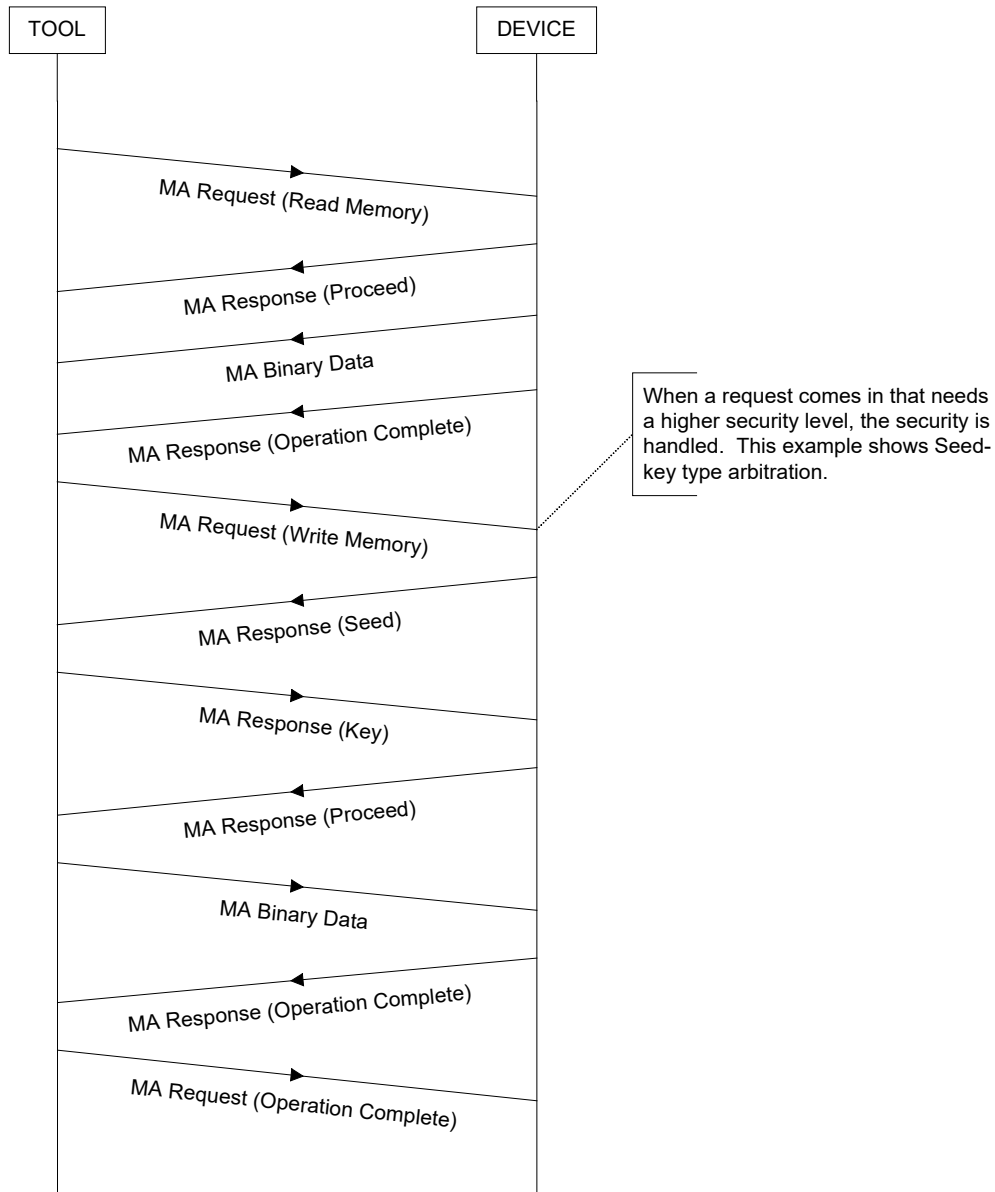 TOOL
DEVICE
MA Request (Read Memory)
MA Response (Proceed)
MA Binary Data
MA Response (Operation Complete)
When a request comes in that needs
a higher security level, the security is
handled.  This example shows Seed-
key type arbitration.
MA Request (Write Memory)
MA Response (Seed)
MA Response (Key)
MA Response (Proceed)
MA Binary Data
MA Response (Operation Complete)
MA Request (Operation Complete)